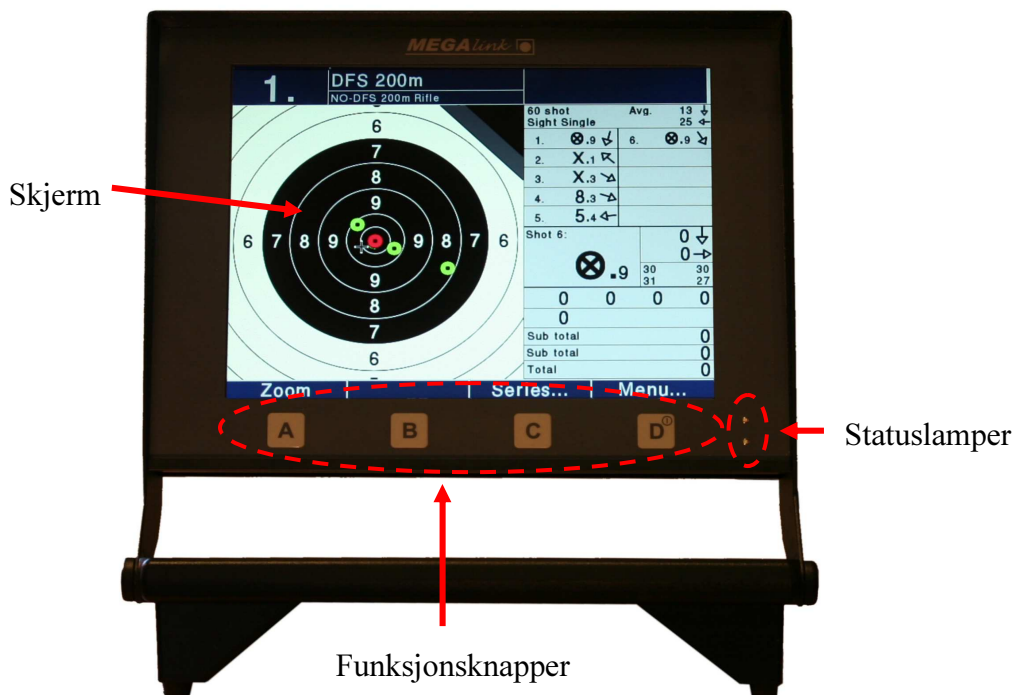 MEGAlink
1. DFS 200m
NO-DFS 200m Rifle
60 shot Avg. 13
Sight Single 25
1. ⊗.9 6. ⊗.9
2. X.1
3. X.3
4. 8.3
5. 5.4
Shot 6: 0
0
⊗.9 30 30
31 27
0 0 0 0
0
Sub total 0
Sub total 0
Total 0
6
7
8
9
6 7 8 9 9 8 7 6
9
8
7
6
Zoom Series... Menu...
A B C D
Skjerm
Statuslamper
Funksjonsknapper